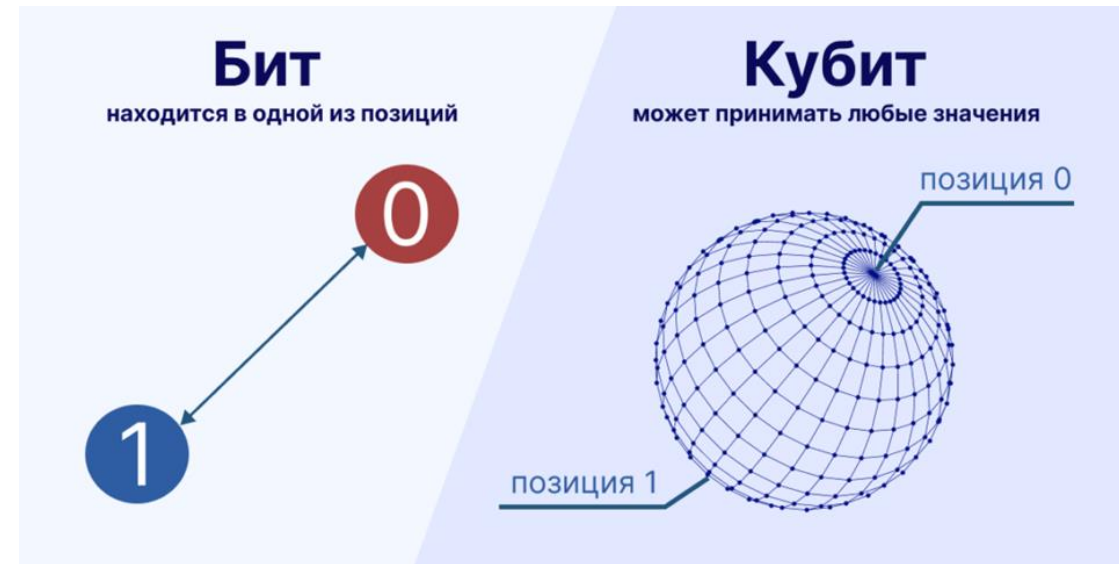 Бит
находится в одной из позиций
0
1
Кубит
может принимать любые значения
позиция 0
позиция 1